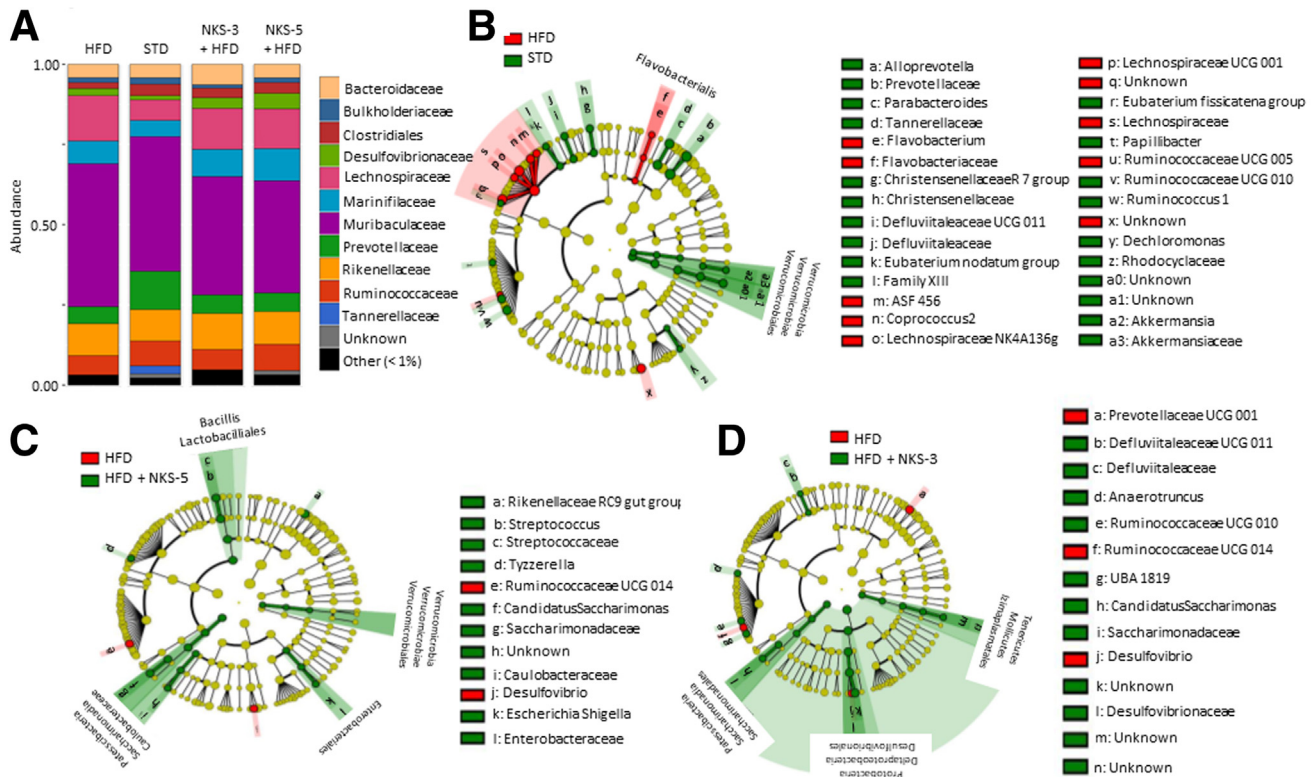 A
HFD
STD
NKS-3
+ HFD
NKS-5
+ HFD
1.00
0.50
0.00
Abundance
Bacteroidaceae
Bulkholderiaceae
Clostridiales
Desulfovibrionaceae
Lechnospiraceae
Marinifilaceae
Muribaculaceae
Prevotellaceae
Rikenellaceae
Ruminococcaceae
Tannerellaceae
Unknown
Other (< 1%)
B
HFD
STD
Flavobacterialis
Verrucomicrobia
Verrucomicrobiae
Verrucomicrobiales
a: Alloprevotella
b: Prevotellaceae
c: Parabacteroides
d: Tannerellaceae
e: Flavobacterium
f: Flavobacteriaceae
g: ChristensenellaceaeR 7 group
h: Christensenellaceae
i: Defluviitaleaceae UCG 011
j: Defluviitaleaceae
k: Eubacterium nodatum group
l: Family XIII
m: ASF 456
n: Coprococcus2
o: Lechnospiraceae NK4A136g
p: Lechnospiraceae UCG 001
q: Unknown
r: Eubaterium fissicatena group
s: Lechnospiraceae
t: Papillibacter
u: Ruminococcaceae UCG 005
v: Ruminococcaceae UCG 010
w: Ruminococcus 1
x: Unknown
y: Dechloromonas
z: Rhodocyclaceae
a0: Unknown
a1: Unknown
a2: Akkermansia
a3: Akkermansiaceae
C
HFD
HFD + NKS-5
Bacillis
Lactobacilliales
Verrucomicrobia
Verrucomicrobiae
Verrucomicrobiales
Enterobacteriales
Patescibacteria
Saccharimonadia
Caulobacteraceae
a: Rikenellaceae RC9 gut group
b: Streptococcus
c: Streptococcaceae
d: Tyzzerella
e: Ruminococcaceae UCG 014
f: CandidatusSaccharimonas
g: Saccharimonadaceae
h: Unknown
i: Caulobacteraceae
j: Desulfovibrio
k: Escherichia Shigella
l: Enterobacteraceae
D
HFD
HFD + NKS-3
Tenericutes
Mollicutes
Izimaplasmatales
Patescibacteria
Saccharimonadia
Saccharimonadales
Desulfovibrionales
Deltaproteobacteria
Protobacteria
a: Prevotellaceae UCG 001
b: Defluviitaleaceae UCG 011
c: Defluviitaleaceae
d: Anaerotruncus
e: Ruminococcaceae UCG 010
f: Ruminococcaceae UCG 014
g: UBA 1819
h: CandidatusSaccharimonas
i: Saccharimonadaceae
j: Desulfovibrio
k: Unknown
l: Desulfovibrionaceae
m: Unknown
n: Unknown